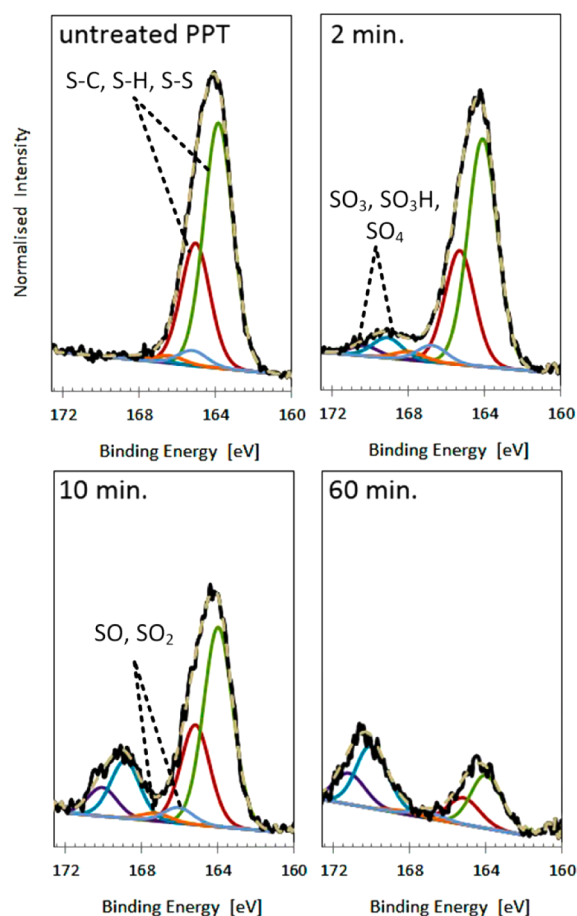 untreated PPT
S-C, S-H, S-S
Normalised Intensity
172 168 164 160
Binding Energy [eV]
2 min.
SO₃, SO₃H,
SO₄
172 168 164 160
Binding Energy [eV]
10 min.
SO, SO₂
172 168 164 160
Binding Energy [eV]
60 min.
172 168 164 160
Binding Energy [eV]